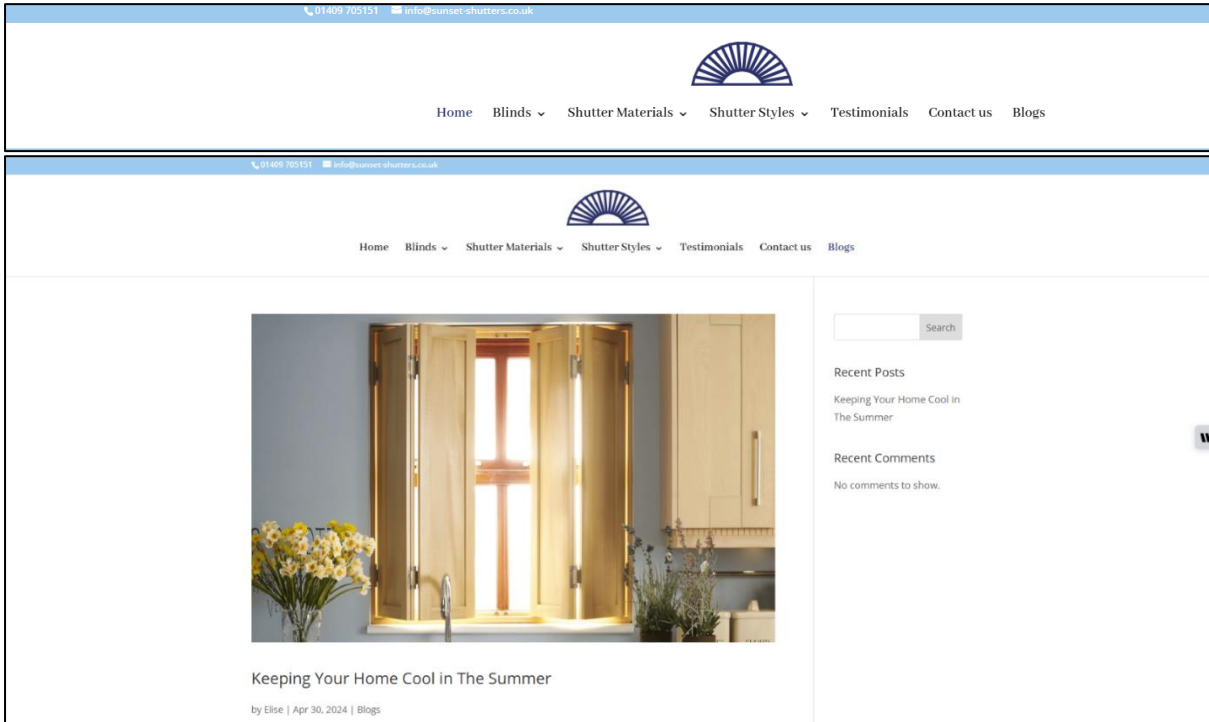 01409 705151 info@sunset-shutters.co.uk
Home Blinds Shutter Materials Shutter Styles Testimonials Contact us Blogs
01409 705151 info@sunset-shutters.co.uk
Home Blinds Shutter Materials Shutter Styles Testimonials Contact us Blogs
Search
Recent Posts
Keeping Your Home Cool in
The Summer
Recent Comments
No comments to show.
Keeping Your Home Cool in The Summer
by Elise | Apr 30, 2024 | Blogs